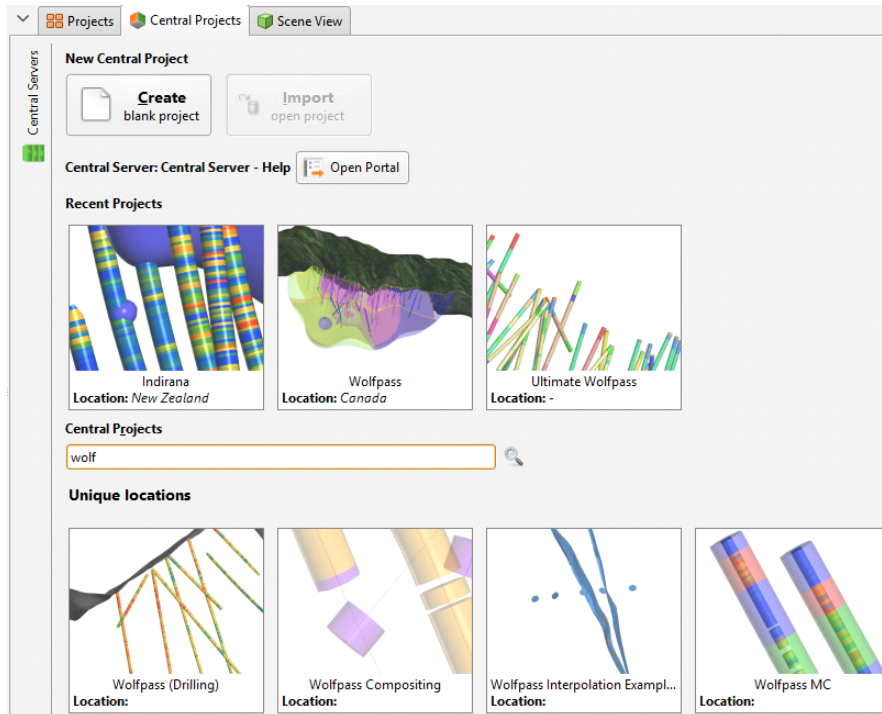 Projects
Central Projects
Scene View
Central Servers
New Central Project
Create
blank project
Import
open project
Central Server: Central Server - Help
Open Portal
Recent Projects
Indirana
Location: New Zealand
Wolfpass
Location: Canada
Ultimate Wolfpass
Location: -
Central Projects
wolf
Unique locations
Wolfpass (Drilling)
Location:
Wolfpass Compositing
Location:
Wolfpass Interpolation Exampl...
Location:
Wolfpass MC
Location: